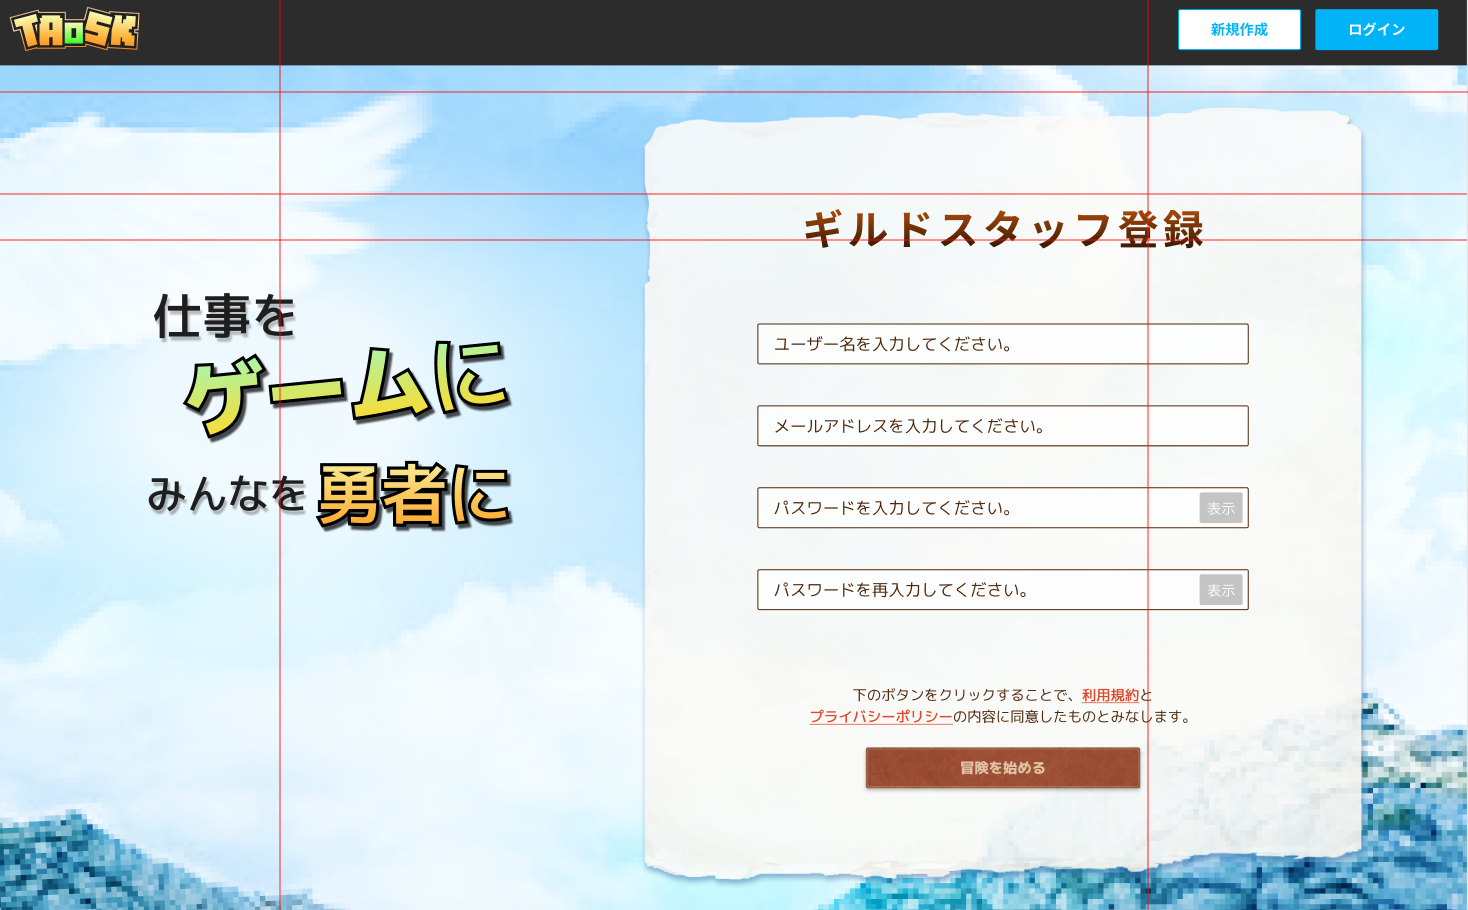 TAoSK
新規作成
ログイン
仕事を
ゲームに
みんなを勇者に
ギルドスタッフ登録
ユーザー名を入力してください。
メールアドレスを入力してください。
パスワードを入力してください。
表示
パスワードを再入力してください。
表示
下のボタンをクリックすることで、利用規約と
プライバシーポリシーの内容に同意したものとみなします。
冒険を始める